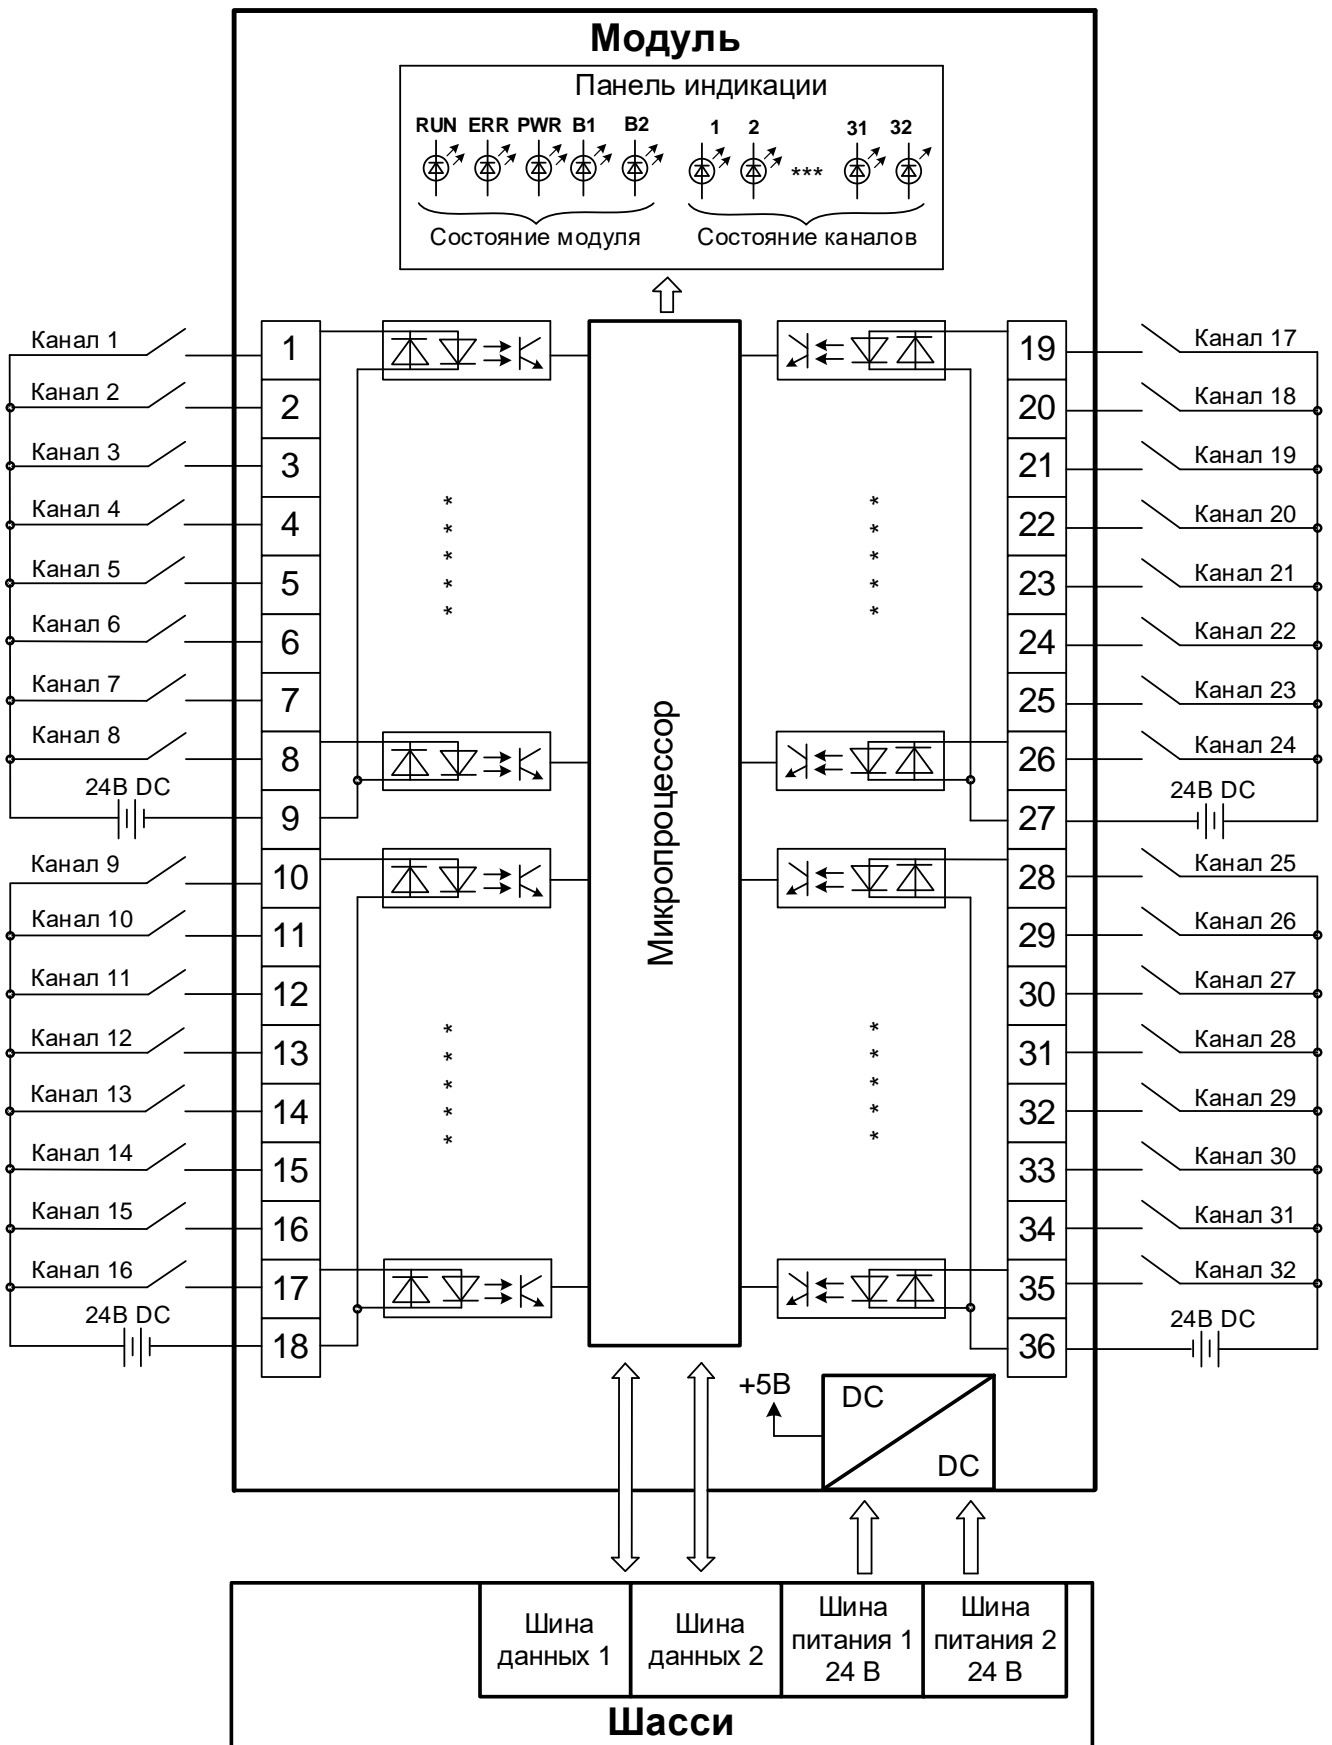 Модуль
Панель индикации
RUN ERR PWR B1 B2 1 2 31 32
***
Состояние модуля Состояние каналов
Канал 1
Канал 2
Канал 3
Канал 4
Канал 5
Канал 6
Канал 7
Канал 8
24В DC
Канал 9
Канал 10
Канал 11
Канал 12
Канал 13
Канал 14
Канал 15
Канал 16
24В DC
1
2
3
4
5
6
7
8
9
10
11
12
13
14
15
16
17
18
*
*
*
*
*
*
*
*
*
*
Микропроцессор
*
*
*
*
*
*
*
*
*
*
19
20
21
22
23
24
25
26
27
28
29
30
31
32
33
34
35
36
Канал 17
Канал 18
Канал 19
Канал 20
Канал 21
Канал 22
Канал 23
Канал 24
24В DC
Канал 25
Канал 26
Канал 27
Канал 28
Канал 29
Канал 30
Канал 31
Канал 32
24В DC
+5В
DC
DC
Шина
данных 1
Шина
данных 2
Шина
питания 1
24 В
Шина
питания 2
24 В
Шасси